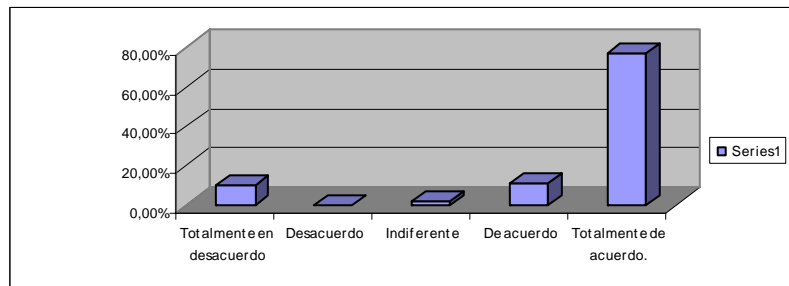 80,00%
60,00%
40,00%
20,00%
0,00%
Totalmente en
desacuerdo
Desacuerdo
Indiferente
De acuerdo
Totalmente de
acuerdo.
Series1